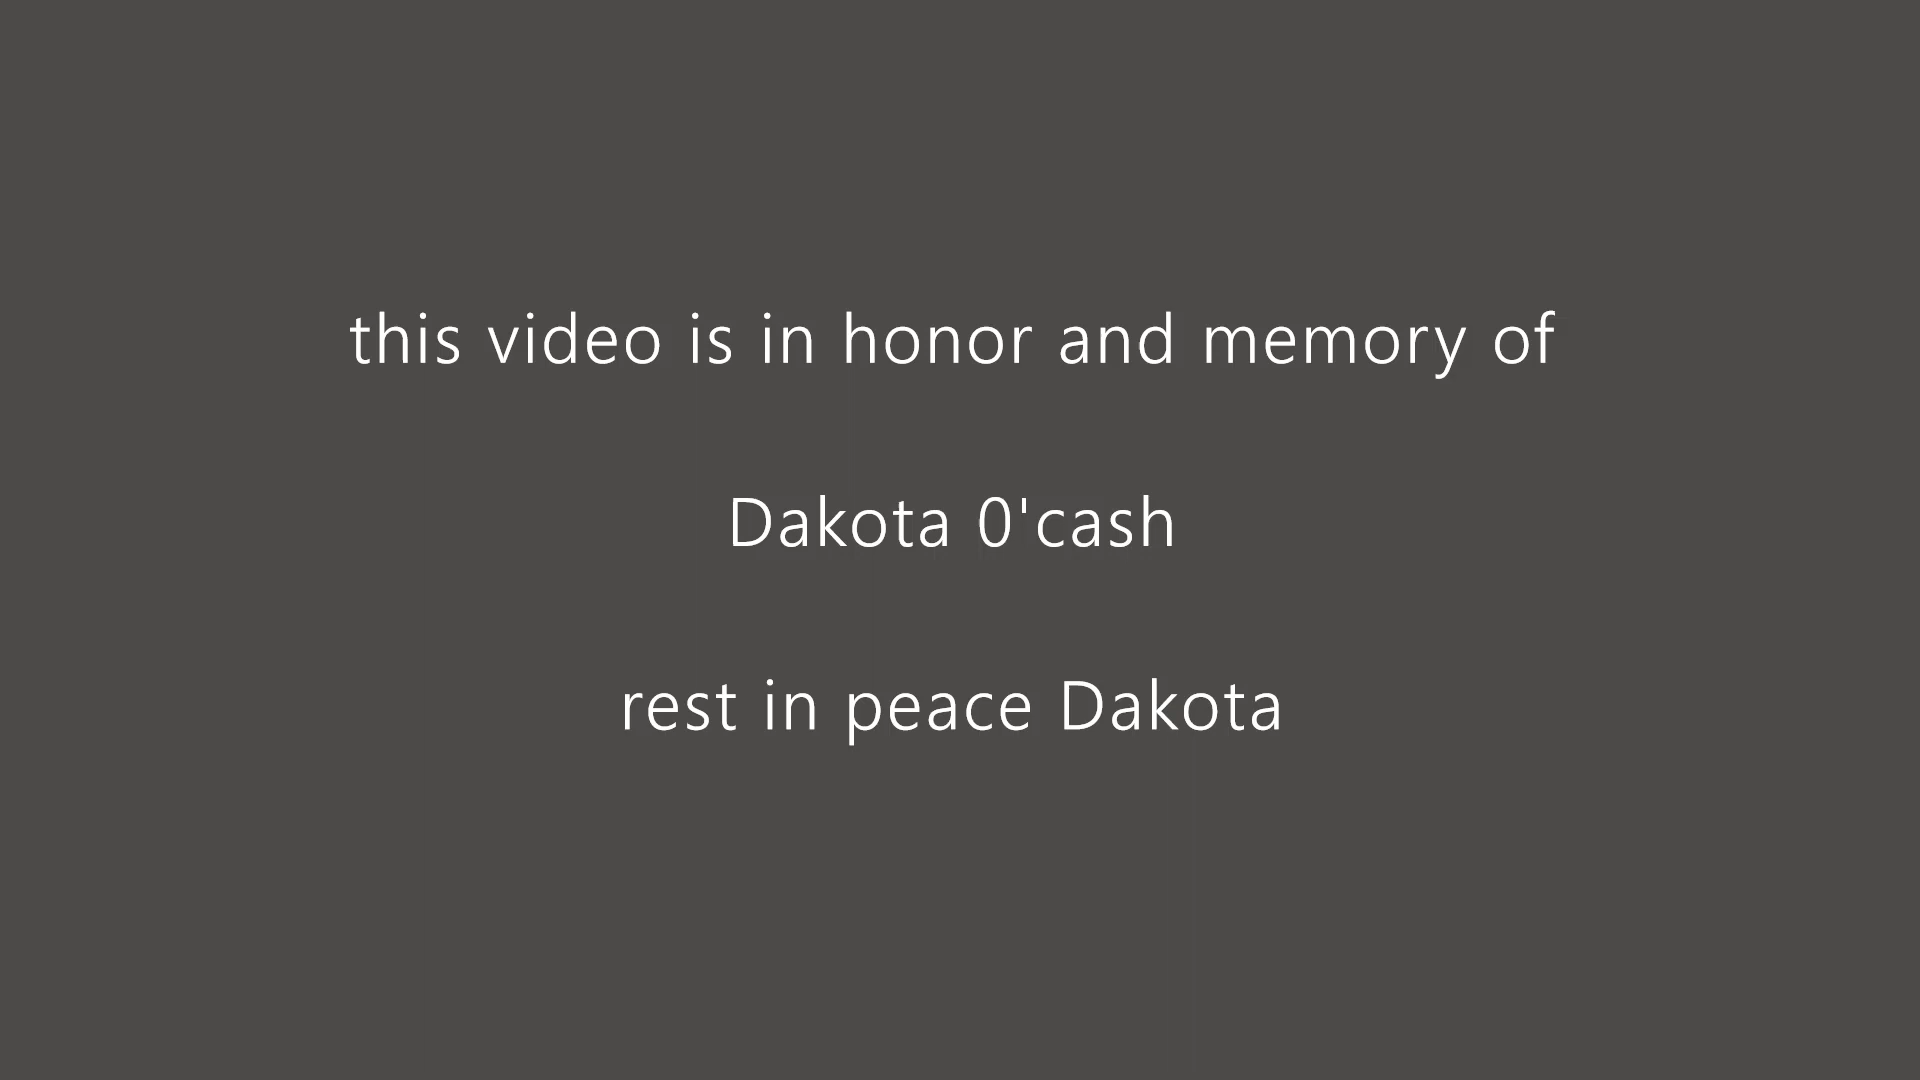 this video is in honor and memory of
Dakota 0'cash
rest in peace Dakota